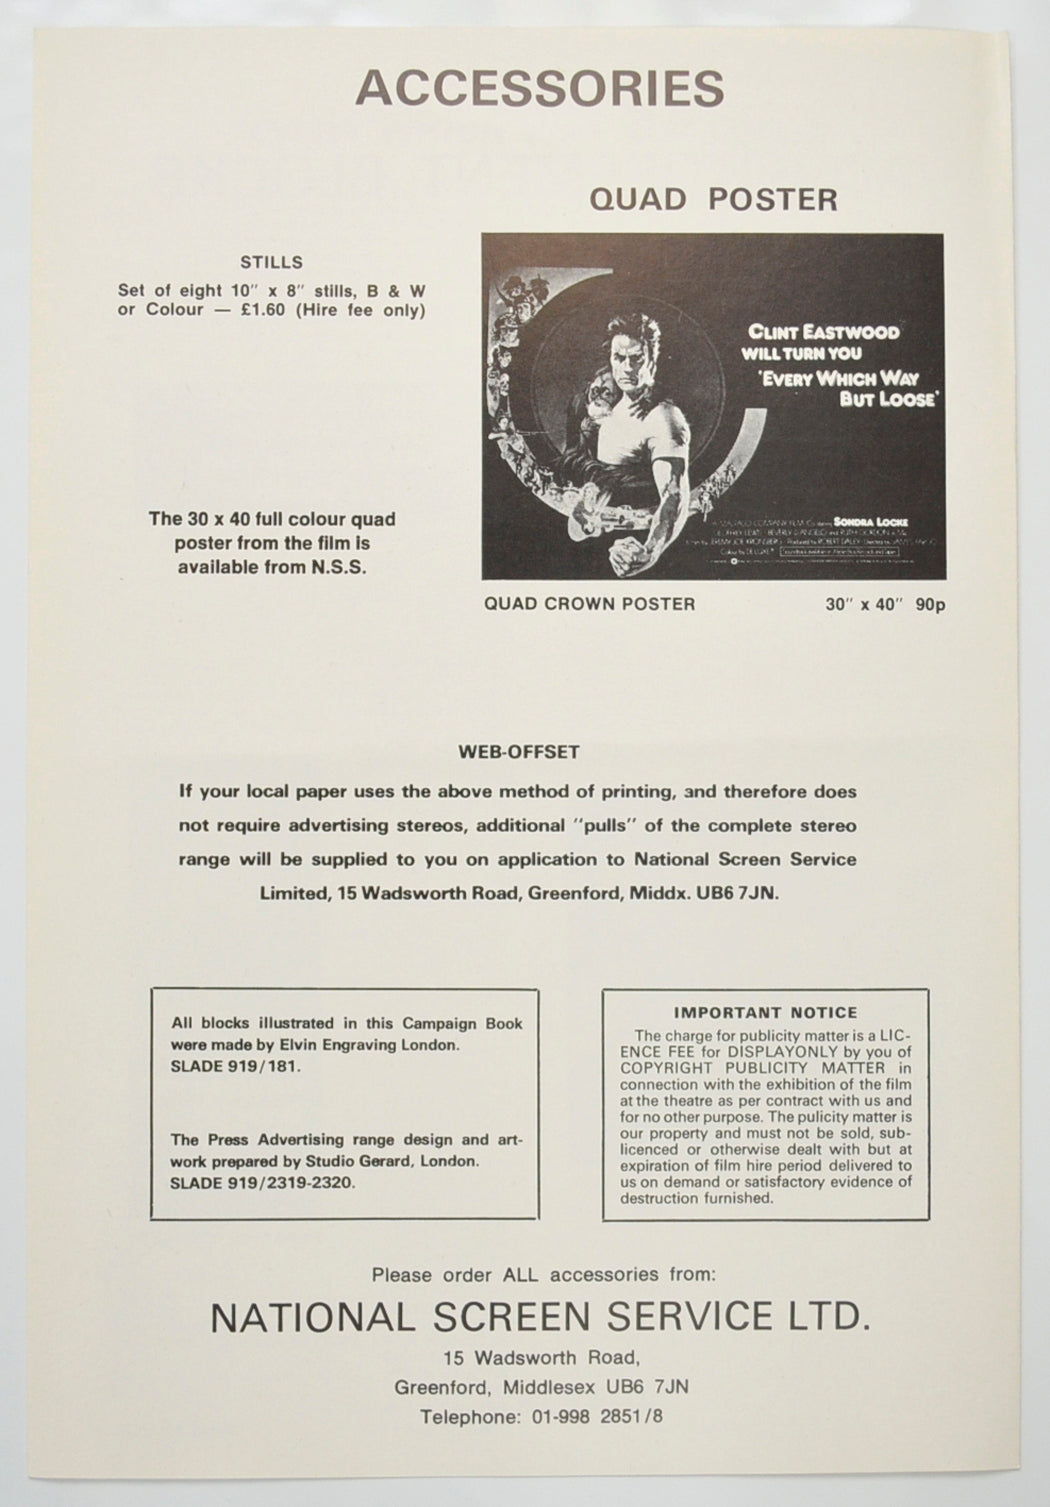 ACCESSORIES
QUAD POSTER
STILLS
Set of eight 10" x 8" stills, B & W
or Colour — £1.60 (Hire fee only)
CLINT EASTWOOD
WILL TURN YOU
'EVERY WHICH WAY
BUT LOOSE'
SONDRA LOCKE
The 30 x 40 full colour quad
poster from the film is
available from N.S.S.
QUAD CROWN POSTER 30" x 40" 90p
WEB-OFFSET
If your local paper uses the above method of printing, and therefore does
not require advertising stereos, additional "pulls" of the complete stereo
range will be supplied to you on application to National Screen Service
Limited, 15 Wadsworth Road, Greenford, Middx. UB6 7JN.
All blocks illustrated in this Campaign Book
were made by Elvin Engraving London.
SLADE 919/181.
The Press Advertising range design and art-
work prepared by Studio Gerard, London.
SLADE 919/2319-2320.
IMPORTANT NOTICE
The charge for publicity matter is a LIC-
ENCE FEE for DISPLAYONLY by you of
COPYRIGHT PUBLICITY MATTER in
connection with the exhibition of the film
at the theatre as per contract with us and
for no other purpose. The pulicity matter is
our property and must not be sold, sub-
licenced or otherwise dealt with but at
expiration of film hire period delivered to
us on demand or satisfactory evidence of
destruction furnished.
Please order ALL accessories from:
NATIONAL SCREEN SERVICE LTD.
15 Wadsworth Road,
Greenford, Middlesex UB6 7JN
Telephone: 01-998 2851/8